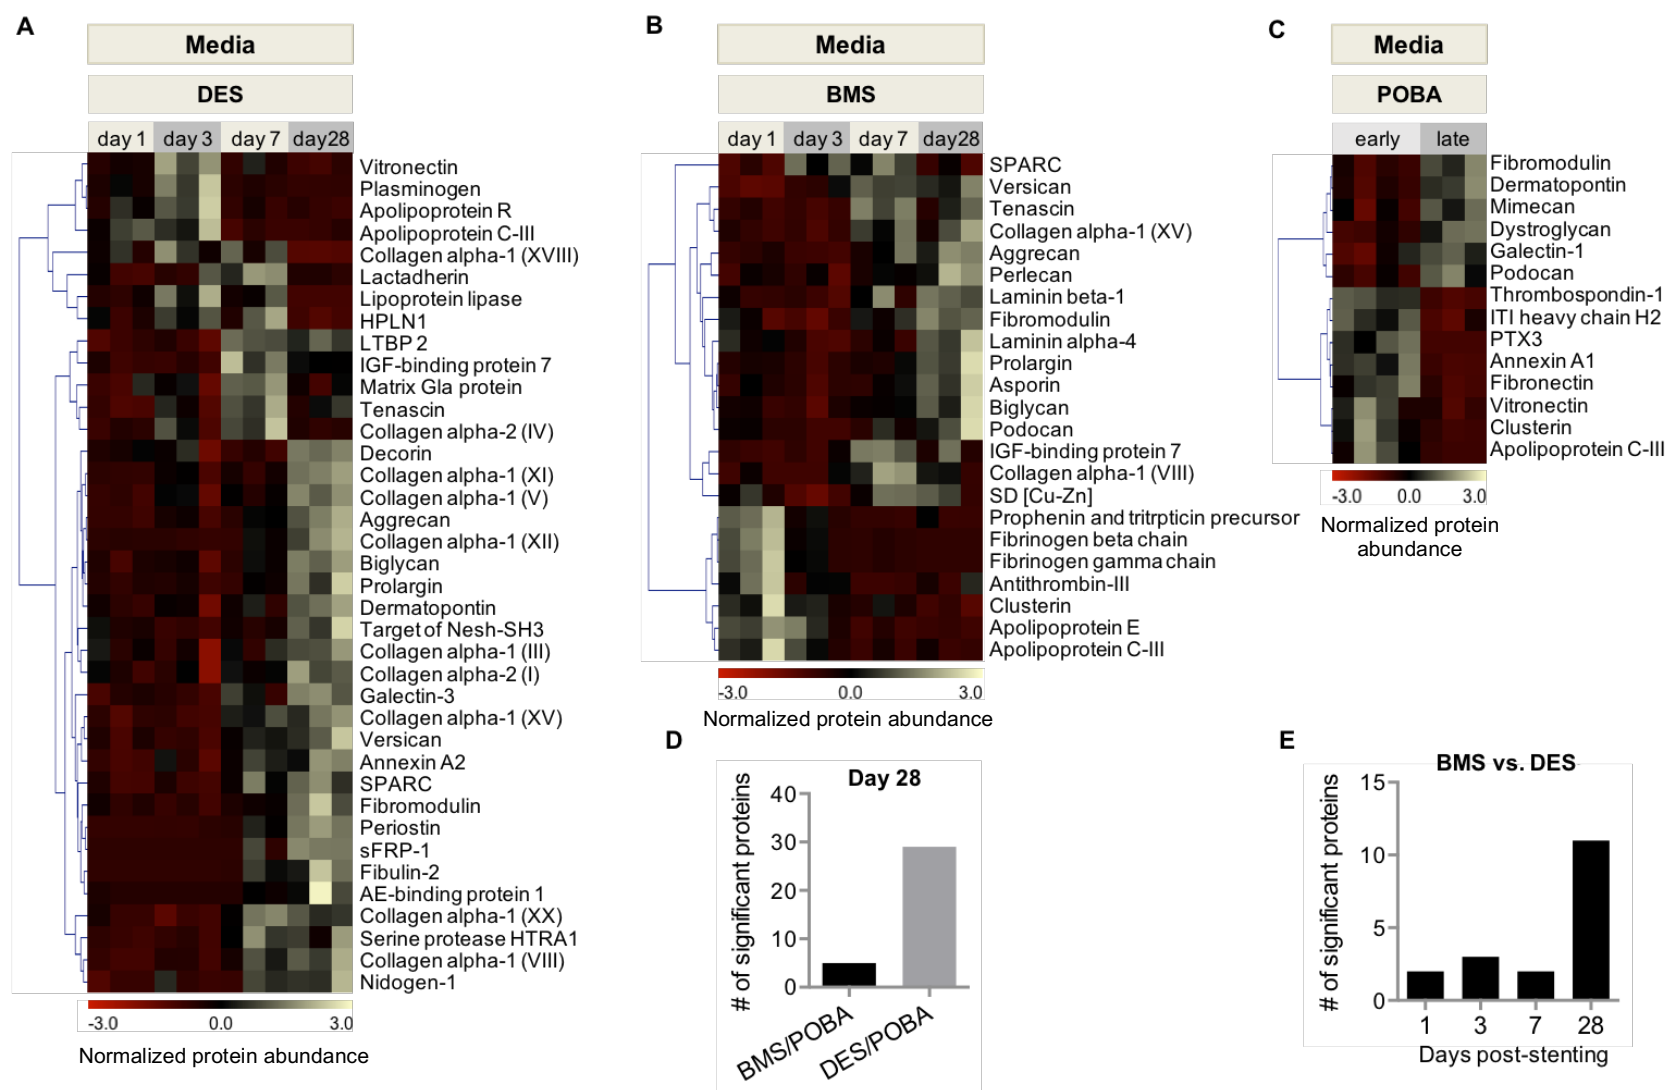 A
Media
DES
day 1 day 3 day 7 day28
Vitronectin
Plasminogen
Apolipoprotein R
Apolipoprotein C-III
Collagen alpha-1 (XVIII)
Lactadherin
Lipoprotein lipase
HPLN1
LTBP 2
IGF-binding protein 7
Matrix Gla protein
Tenascin
Collagen alpha-2 (IV)
Decorin
Collagen alpha-1 (XI)
Collagen alpha-1 (V)
Aggrecan
Collagen alpha-1 (XII)
Biglycan
Prolargin
Dermatopontin
Target of Nesh-SH3
Collagen alpha-1 (III)
Collagen alpha-2 (I)
Galectin-3
Collagen alpha-1 (XV)
Versican
Annexin A2
SPARC
Fibromodulin
Periostin
sFRP-1
Fibulin-2
AE-binding protein 1
Collagen alpha-1 (XX)
Serine protease HTRA1
Collagen alpha-1 (VIII)
Nidogen-1
-3.0 0.0 3.0
Normalized protein abundance
B
Media
BMS
day 1 day 3 day 7 day28
SPARC
Versican
Tenascin
Collagen alpha-1 (XV)
Aggrecan
Perlecan
Laminin beta-1
Fibromodulin
Laminin alpha-4
Prolargin
Asporin
Biglycan
Podocan
IGF-binding protein 7
Collagen alpha-1 (VIII)
SD [Cu-Zn]
Prophenin and tritrpticin precursor
Fibrinogen beta chain
Fibrinogen gamma chain
Antithrombin-III
Clusterin
Apolipoprotein E
Apolipoprotein C-III
-3.0 0.0 3.0
Normalized protein abundance
C
Media
POBA
early late
Fibromodulin
Dermatopontin
Mimecan
Dystroglycan
Galectin-1
Podocan
Thrombospondin-1
ITI heavy chain H2
PTX3
Annexin A1
Fibronectin
Vitronectin
Clusterin
Apolipoprotein C-III
-3.0 0.0 3.0
Normalized protein
abundance
D
Day 28
# of significant proteins
40
30
20
10
0
BMS/POBA
DES/POBA
E
BMS vs. DES
# of significant proteins
15
10
5
0
1 3 7 28
Days post-stenting